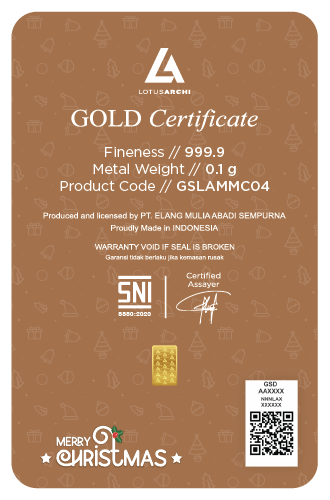 LOTUSARCHI
GOLD Certificate
Fineness // 999.9
Metal Weight // 0.1 g
Product Code // GSLAMMC04
Produced and licensed by PT. ELANG MULIA ABADI SEMPURNA
Proudly Made in INDONESIA
WARRANTY VOID IF SEAL IS BROKEN
Garansi tidak berlaku jika kemasan rusak
SNI
8880:2020
Certified
Assayer
GSD
AAXXXX
NNNLAX
XXXXXX
MERRY
CHRISTMAS